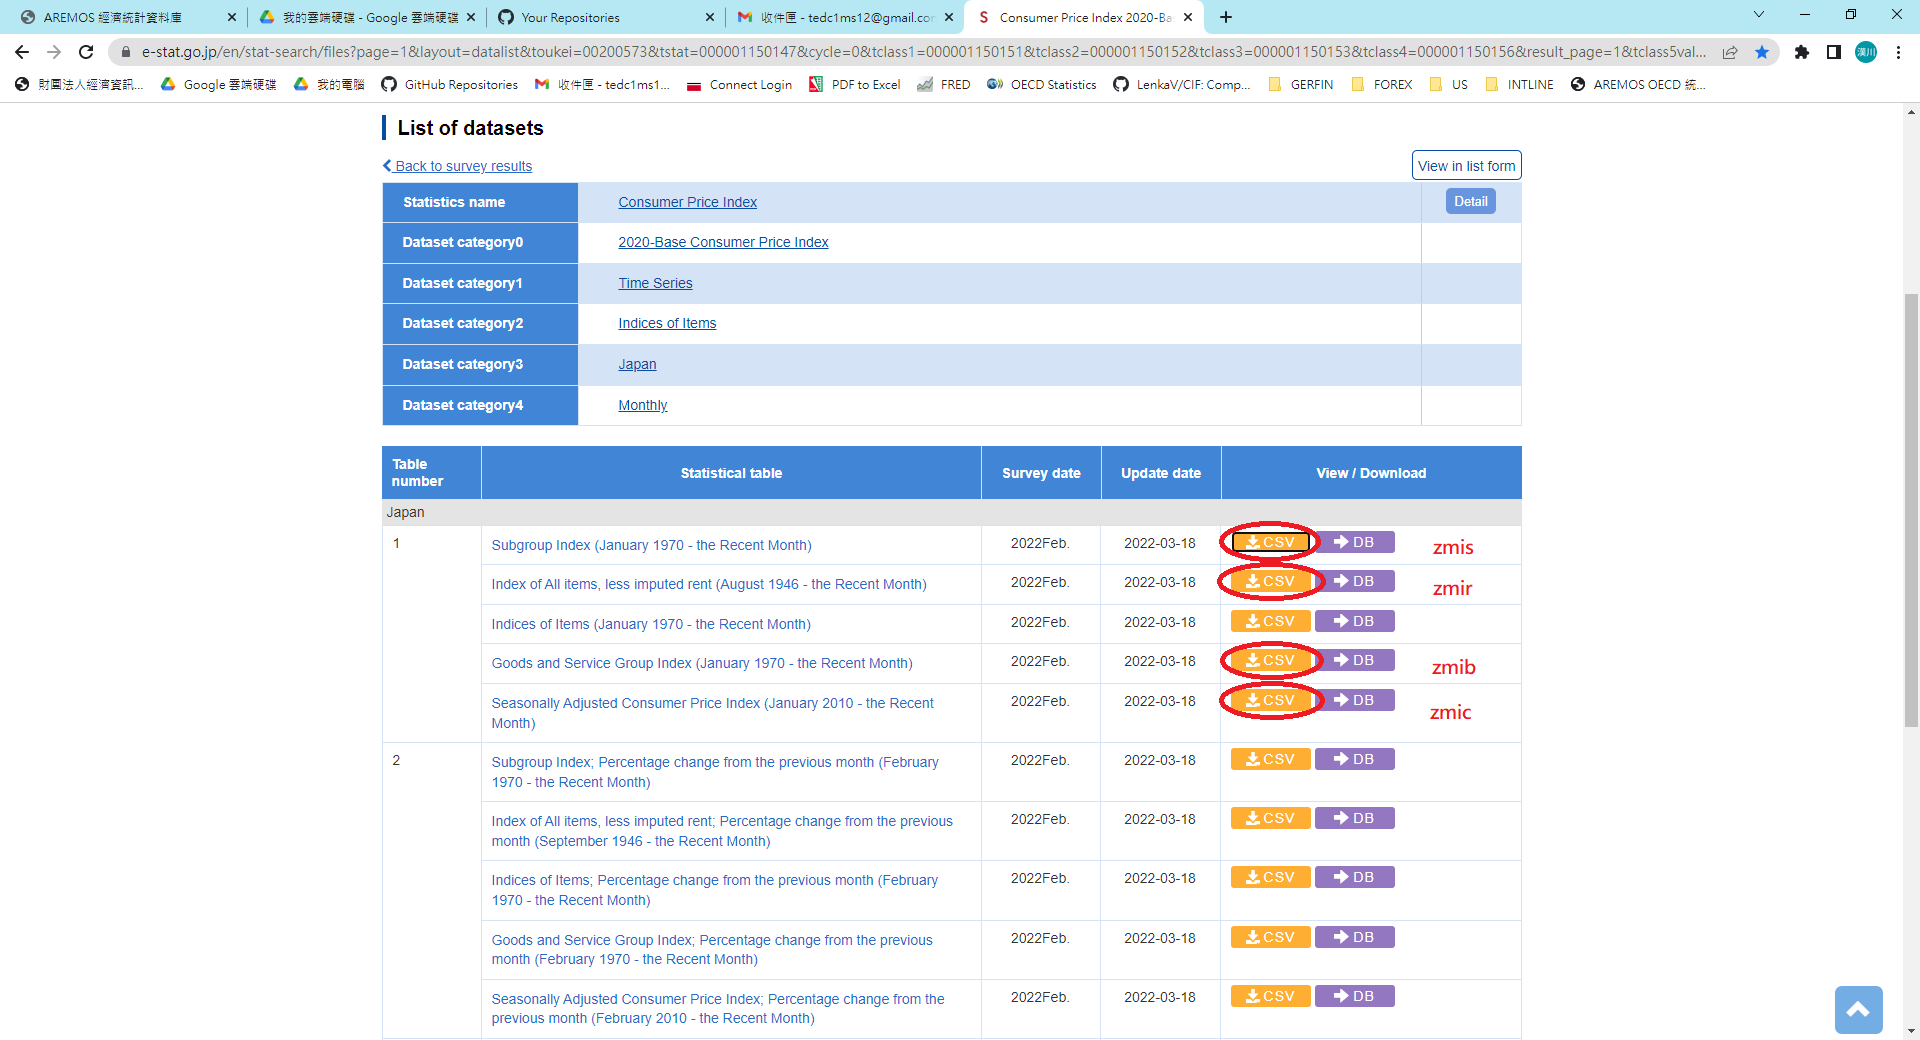 AREMOS 經濟統計資料庫
我的雲端硬碟 - Google 雲端硬碟
Your Repositories
收件匣 - tedc1ms12@gmail.co
Consumer Price Index 2020-Ba
e-stat.go.jp/en/stat-search/files?page=1&layout=datalist&toukei=00200573&tstat=000001150147&cycle=0&tclass1=000001150151&tclass2=000001150152&tclass3=000001150153&tclass4=000001150156&result_page=1&tclass5val...
漢川
財團法人經濟資訊...
Google 雲端硬碟
我的電腦
GitHub Repositories
收件匣 - tedc1ms1...
Connect Login
PDF to Excel
FRED
OECD Statistics
LenkaV/CIF: Comp...
GERFIN
FOREX
US
INTLINE
AREMOS OECD 統...
List of datasets
Back to survey results
View in list form
Statistics name Consumer Price Index Detail
Dataset category0 2020-Base Consumer Price Index
Dataset category1 Time Series
Dataset category2 Indices of Items
Dataset category3 Japan
Dataset category4 Monthly
Table number Statistical table Survey date Update date View / Download
Japan
1 Subgroup Index (January 1970 - the Recent Month) 2022Feb. 2022-03-18 CSV DB zmis
Index of All items, less imputed rent (August 1946 - the Recent Month) 2022Feb. 2022-03-18 CSV DB zmir
Indices of Items (January 1970 - the Recent Month) 2022Feb. 2022-03-18 CSV DB
Goods and Service Group Index (January 1970 - the Recent Month) 2022Feb. 2022-03-18 CSV DB zmib
Seasonally Adjusted Consumer Price Index (January 2010 - the Recent 2022Feb. 2022-03-18 CSV DB zmic
Month)
2 Subgroup Index; Percentage change from the previous month (February 2022Feb. 2022-03-18 CSV DB
1970 - the Recent Month)
Index of All items, less imputed rent; Percentage change from the previous 2022Feb. 2022-03-18 CSV DB
month (September 1946 - the Recent Month)
Indices of Items; Percentage change from the previous month (February 2022Feb. 2022-03-18 CSV DB
1970 - the Recent Month)
Goods and Service Group Index; Percentage change from the previous 2022Feb. 2022-03-18 CSV DB
month (February 1970 - the Recent Month)
Seasonally Adjusted Consumer Price Index; Percentage change from the 2022Feb. 2022-03-18 CSV DB
previous month (February 2010 - the Recent Month)